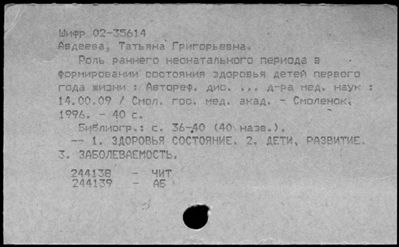 Шифр 02-35614
Авдеева, Татьяна Григорьевна.
Роль раннего неонатального периода в
формировании состояния здоровья детей первого
года жизни : Автореф. дис. ... д-ра мед. наук :
14.00.09 / Смол. гос. мед. акад. - Смоленск,
1996. - 40 с.
Библиогр.: с. 36-40 (40 назв.).
-- 1. ЗДОРОВЬЯ СОСТОЯНИЕ. 2. ДЕТИ, РАЗВИТИЕ.
3. ЗАБОЛЕВАЕМОСТЬ.
244138 - ЧИТ
244139 - АБ